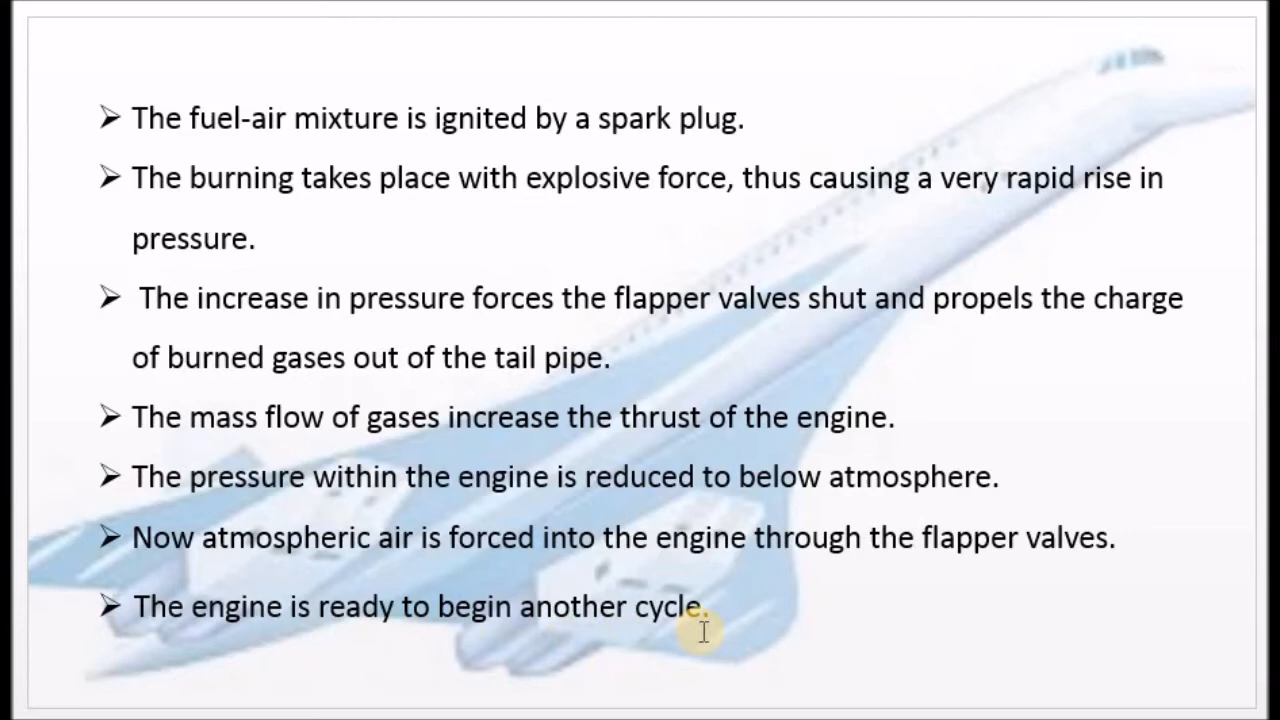 ➢ The fuel-air mixture is ignited by a spark plug.
➢ The burning takes place with explosive force, thus causing a very rapid rise in
pressure.
➢ The increase in pressure forces the flapper valves shut and propels the charge
of burned gases out of the tail pipe.
➢ The mass flow of gases increase the thrust of the engine.
➢ The pressure within the engine is reduced to below atmosphere.
➢ Now atmospheric air is forced into the engine through the flapper valves.
➢ The engine is ready to begin another cycle.